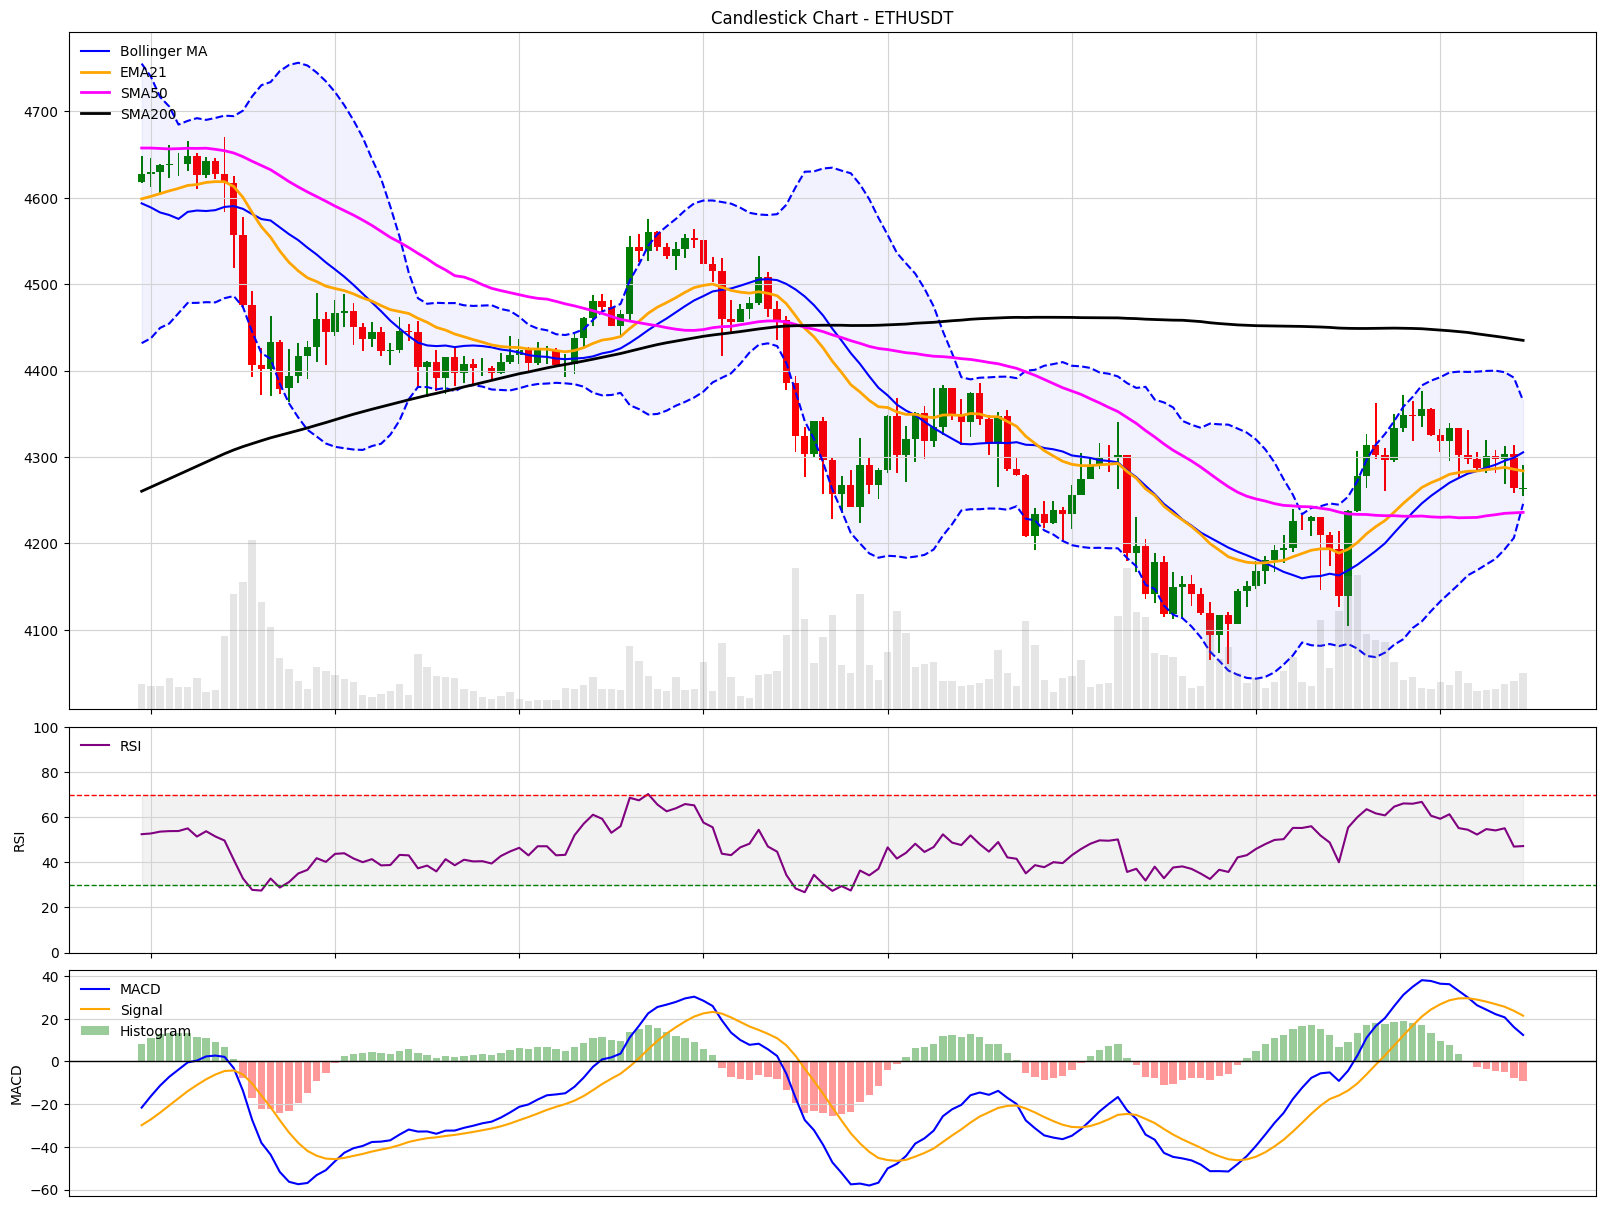 Candlestick Chart - ETHUSDT
Bollinger MA
EMA21
SMA50
SMA200
4700
4600
4500
4400
4300
4200
4100
RSI
100
80
60
40
20
0
RSI
MACD
Signal
Histogram
40
20
0
−20
−40
−60
MACD